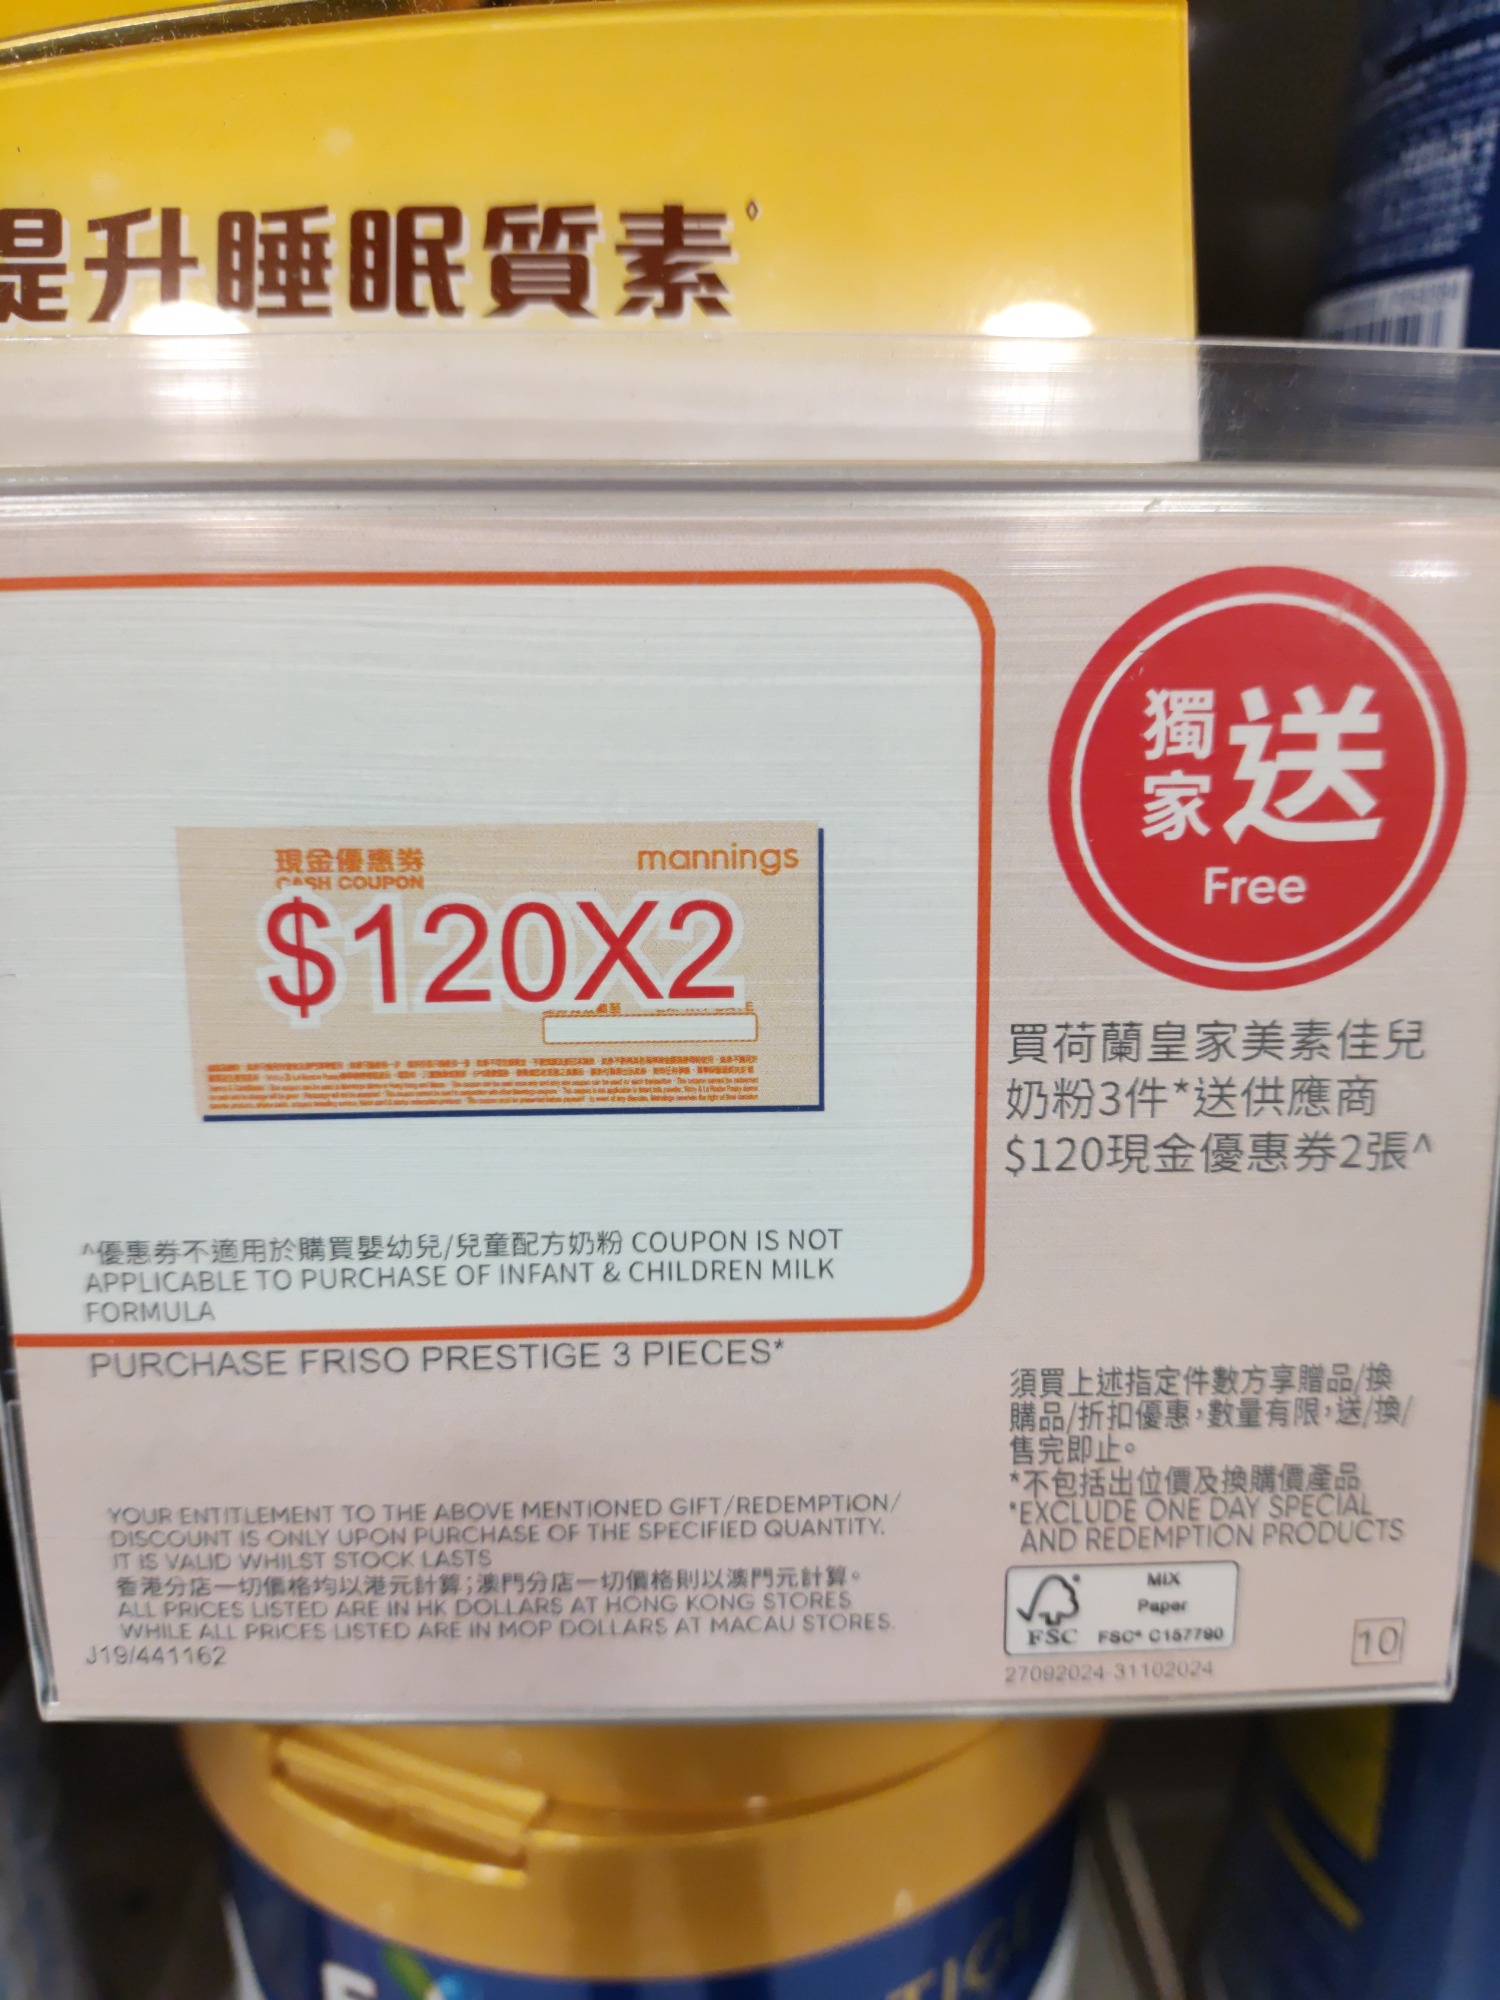 提升睡眠質素◊
獨家送
Free
現金優惠券
CASH COUPON
mannings
$120X2
買荷蘭皇家美素佳兒
奶粉3件*送供應商
$120現金優惠券2張^
^優惠券不適用於購買嬰幼兒/兒童配方奶粉 COUPON IS NOT
APPLICABLE TO PURCHASE OF INFANT & CHILDREN MILK
FORMULA
PURCHASE FRISO PRESTIGE 3 PIECES*
須買上述指定件數方享贈品/換
購品/折扣優惠，數量有限，送/換/
售完即止。
*不包括出位價及換購價產品
*EXCLUDE ONE DAY SPECIAL
AND REDEMPTION PRODUCTS
YOUR ENTITLEMENT TO THE ABOVE MENTIONED GIFT/REDEMPTION/
DISCOUNT IS ONLY UPON PURCHASE OF THE SPECIFIED QUANTITY.
IT IS VALID WHILST STOCK LASTS
香港分店一切價格均以港元計算；澳門分店一切價格則以澳門元計算。
ALL PRICES LISTED ARE IN HK DOLLARS AT HONG KONG STORES
WHILE ALL PRICES LISTED ARE IN MOP DOLLARS AT MACAU STORES.
J19/441162
MIX
Paper
FSC
FSC® C157790
27092024-31102024
10